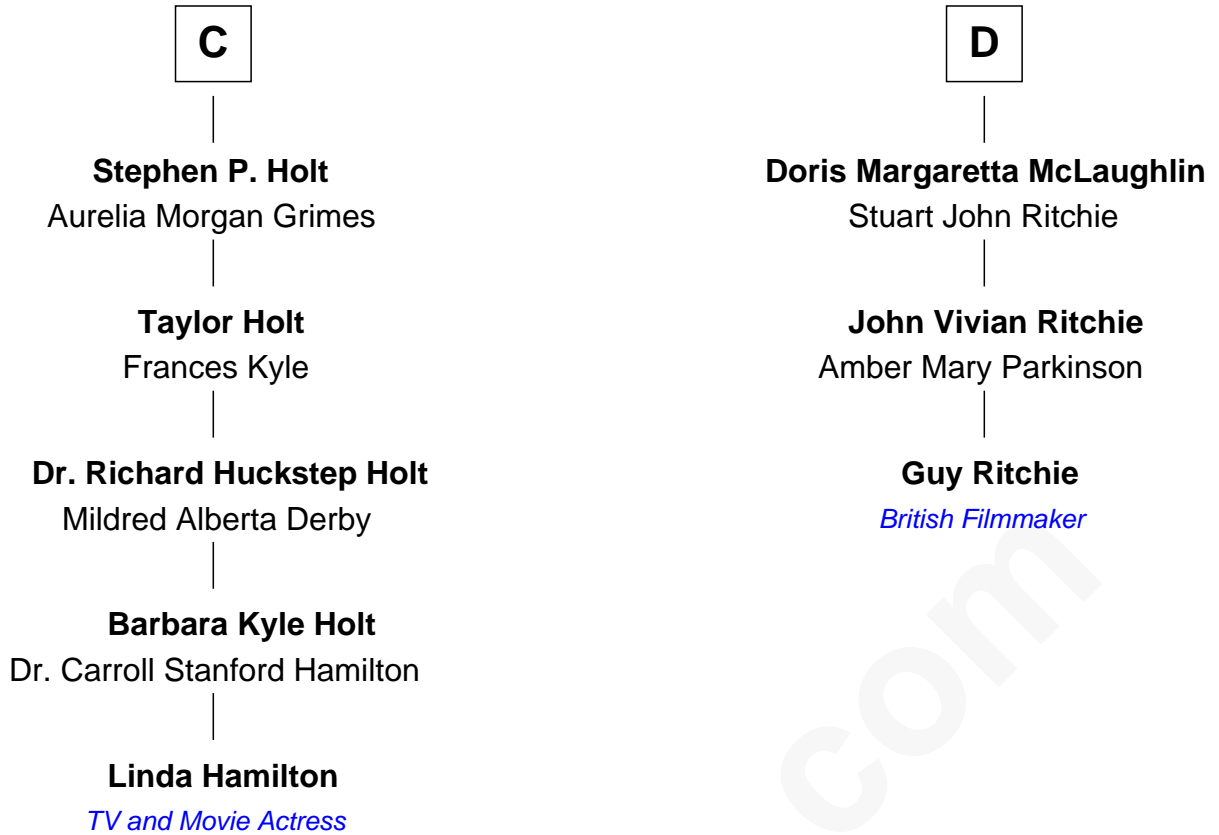 C
Stephen P. Holt
Aurelia Morgan Grimes
Taylor Holt
Frances Kyle
Dr. Richard Huckstep Holt
Mildred Alberta Derby
Barbara Kyle Holt
Dr. Carroll Stanford Hamilton
Linda Hamilton
TV and Movie Actress
D
Doris Margaretta McLaughlin
Stuart John Ritchie
John Vivian Ritchie
Amber Mary Parkinson
Guy Ritchie
British Filmmaker
com